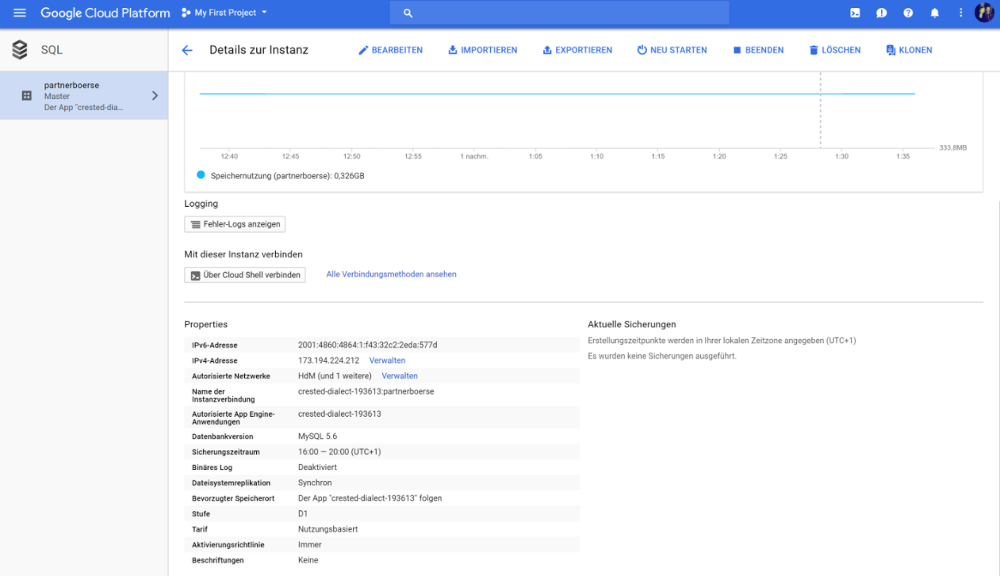 Google Cloud Platform My First Project
SQL
Details zur Instanz BEARBEITEN IMPORTIEREN EXPORTIEREN NEU STARTEN BEENDEN LÖSCHEN KLONEN
partnerboerse
Master
Der App "crested-dia...
333,8MB
12:40 12:45 12:50 12:55 1 nachm. 1:05 1:10 1:15 1:20 1:25 1:30 1:35
Speichernutzung (partnerboerse): 0,326GB
Logging
Fehler-Logs anzeigen
Mit dieser Instanz verbinden
Über Cloud Shell verbinden Alle Verbindungsmethoden ansehen
Properties
IPv6-Adresse 2001:4860:4864:1:f43:32c2:2eda:577d
IPv4-Adresse 173.194.224.212 Verwalten
Autorisierte Netzwerke HdM (und 1 weitere) Verwalten
Name der
Instanzverbindung crested-dialect-193613:partnerboerse
Autorisierte App Engine-
Anwendungen crested-dialect-193613
Datenbankversion MySQL 5.6
Sicherungszeitraum 16:00 — 20:00 (UTC+1)
Binäres Log Deaktiviert
Dateisystemreplikation Synchron
Bevorzugter Speicherort Der App "crested-dialect-193613" folgen
Stufe D1
Tarif Nutzungsbasiert
Aktivierungsrichtlinie Immer
Beschriftungen Keine
Aktuelle Sicherungen
Erstellungszeitpunkte werden in Ihrer lokalen Zeitzone angegeben (UTC+1)
Es wurden keine Sicherungen ausgeführt.